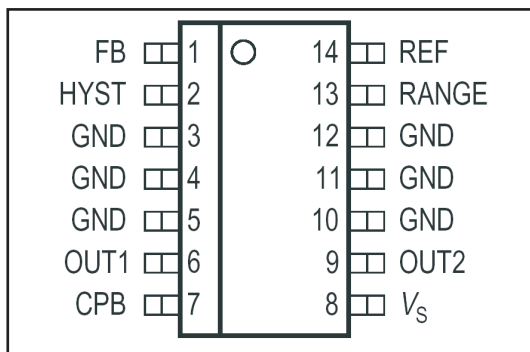 FB 1 14 REF
HYST 2 13 RANGE
GND 3 12 GND
GND 4 11 GND
GND 5 10 GND
OUT1 6 9 OUT2
CPB 7 8 VS